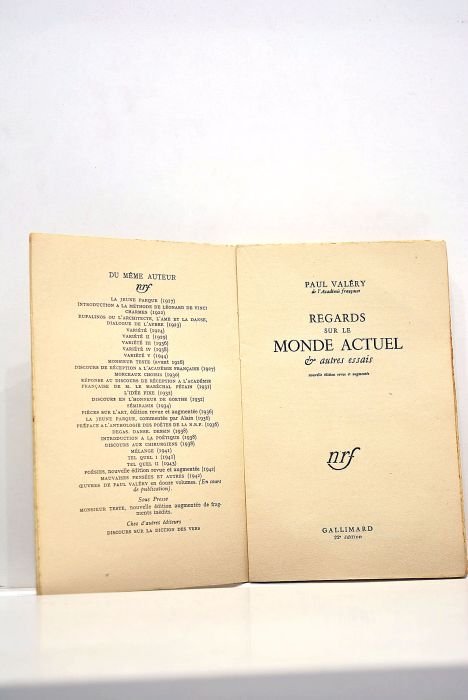 DU MÊME AUTEUR
nrf
LA JEUNE PARQUE (1917)
INTRODUCTION A LA MÉTHODE DE LÉONARD DE VINCI
CHARMES (1922)
EUPALINOS OU L'ARCHITECTE, L'AME ET LA DANSE,
DIALOGUE DE L'ARBRE (1923)
VARIÉTÉ (1924)
VARIÉTÉ II (1929)
VARIÉTÉ III (1936)
VARIÉTÉ IV (1938)
VARIÉTÉ V (1944)
MONSIEUR TESTE (1926)
DISCOURS DE RÉCEPTION A L'ACADÉMIE FRANÇAISE (1927)
MORCEAUX CHOISIS (1930)
RÉPONSE AU DISCOURS DE RÉCEPTION A L'ACADÉMIE
FRANÇAISE DE M. LE MARÉCHAL PÉTAIN (1931)
L'IDÉE FIXE (1932)
DISCOURS EN L'HONNEUR DE GŒTHE (1932)
SÉMIRAMIS (1934)
PIÈCES SUR L'ART, édition revue et augmentée (1936)
LA JEUNE PARQUE, commentée par Alain (1936)
PRÉFACE A L'ANTHOLOGIE DES POÈTES DE LA N.R.F. (1936)
DEGAS. DANSE. DESSIN (1938)
INTRODUCTION A LA POÉTIQUE (1938)
DISCOURS AUX CHIRURGIENS (1938)
MÉLANGE (1941)
TEL QUEL I (1941)
TEL QUEL II (1943)
POÉSIES, nouvelle édition revue et augmentée (1942)
MAUVAISES PENSÉES ET AUTRES (1942)
ŒUVRES DE PAUL VALÉRY en douze volumes. (En cours
de publication).
Sous Presse
MONSIEUR TESTE, nouvelle édition augmentée de frag-
ments inédits.
Chez d'autres éditeurs
DISCOURS SUR LA DICTION DES VERS
PAUL VALÉRY
de l'Académie française
REGARDS
SUR LE
MONDE ACTUEL
& autres essais
nouvelle édition revue et augmentée
nrf
GALLIMARD
22e édition